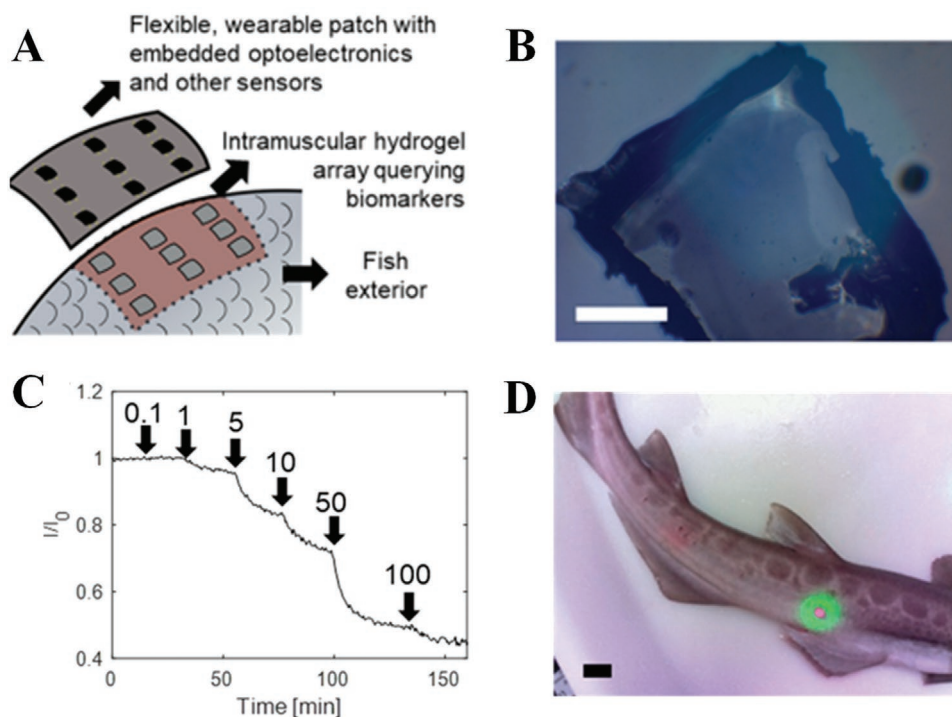 A
Flexible, wearable patch with
embedded optoelectronics
and other sensors
Intramuscular hydrogel
array querying
biomarkers
Fish
exterior
B
C
1.2
1
0.8
0.6
0.4
I/I0
0.1
1
5
10
50
100
0
50
100
150
Time [min]
D